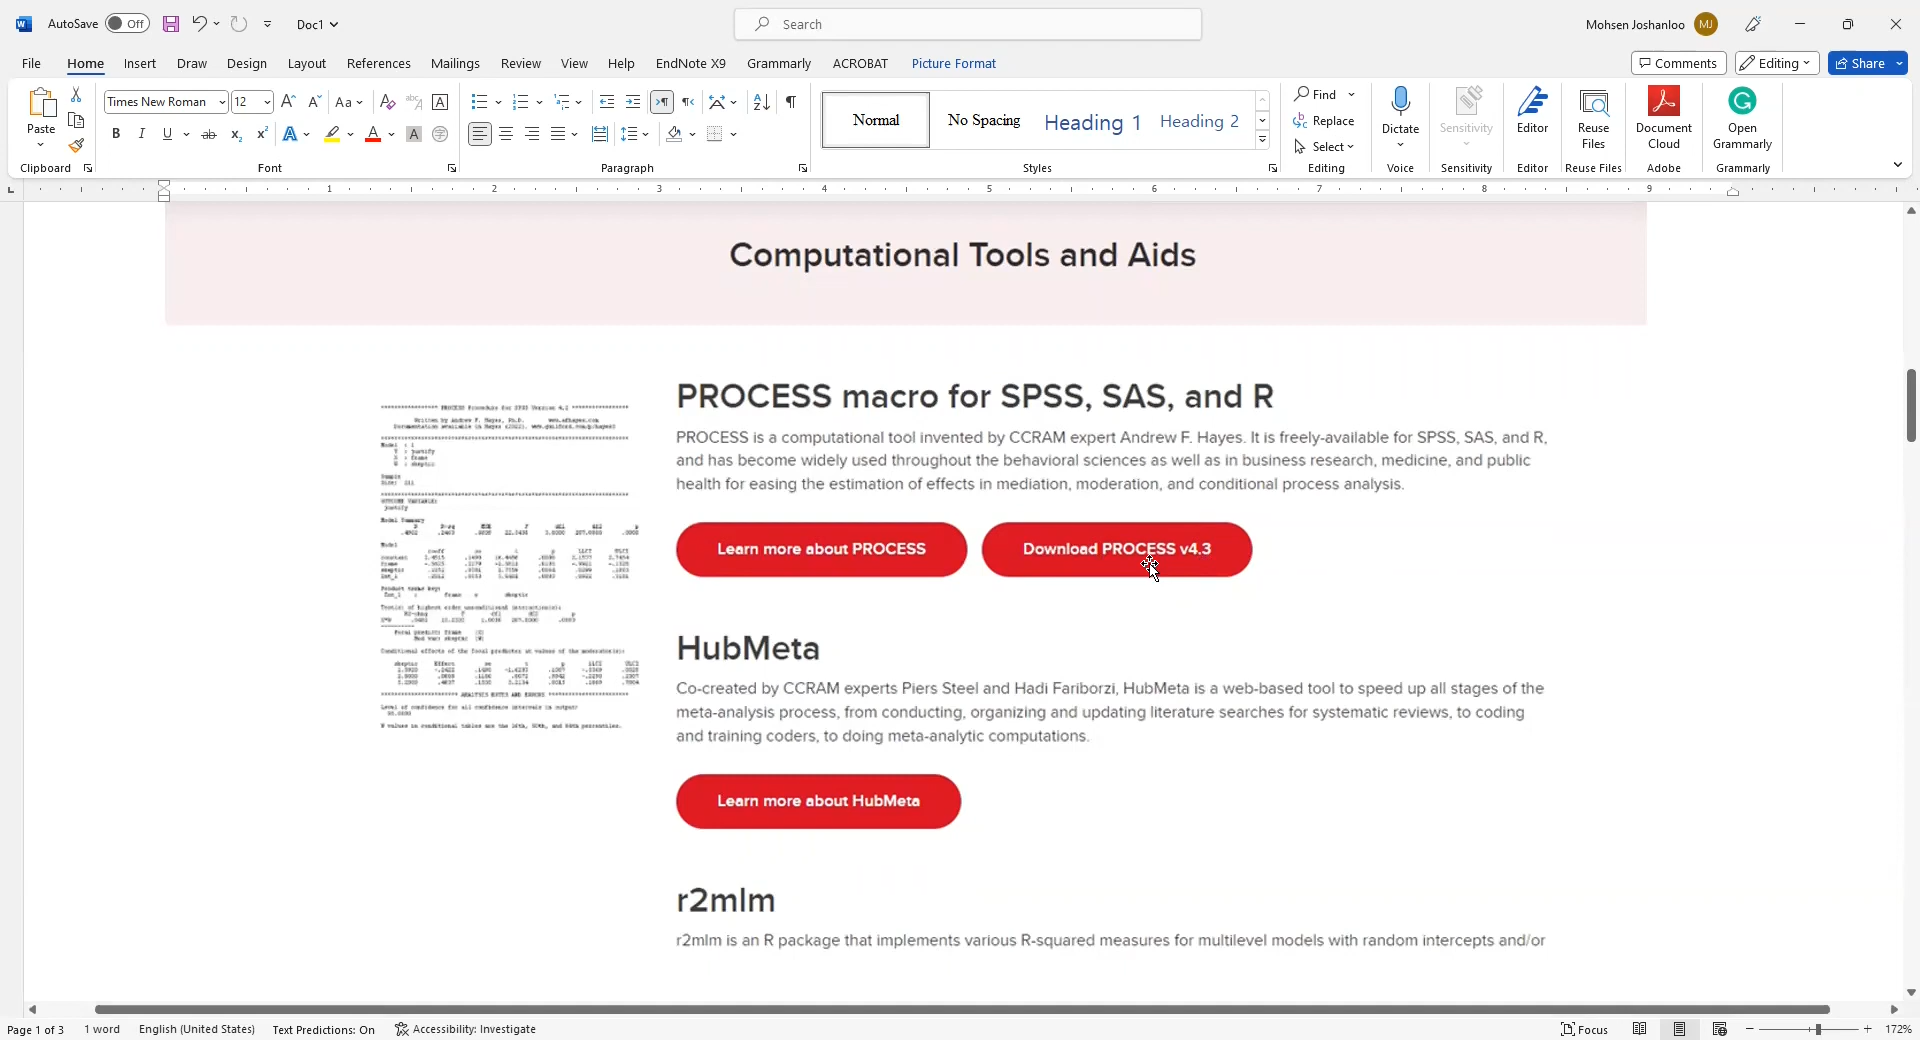 AutoSave Off Doc1 Search Mohsen Joshanloo MJ
File Home Insert Draw Design Layout References Mailings Review View Help EndNote X9 Grammarly ACROBAT Picture Format Comments Editing Share
Paste
Times New Roman 12
Normal No Spacing Heading 1 Heading 2
Find
Replace
Select
Dictate
Sensitivity
Editor
Reuse
Files
Document
Cloud
Open
Grammarly
Clipboard Font Paragraph Styles Editing Voice Sensitivity Editor Reuse Files Adobe Grammarly
1 2 3 4 5 6 7 8 9
Computational Tools and Aids
PROCESS macro for SPSS, SAS, and R
PROCESS is a computational tool invented by CCRAM expert Andrew F. Hayes. It is freely-available for SPSS, SAS, and R,
and has become widely used throughout the behavioral sciences as well as in business research, medicine, and public
health for easing the estimation of effects in mediation, moderation, and conditional process analysis.
Learn more about PROCESS Download PROCESS v4.3
HubMeta
Co-created by CCRAM experts Piers Steel and Hadi Fariborzi, HubMeta is a web-based tool to speed up all stages of the
meta-analysis process, from conducting, organizing and updating literature searches for systematic reviews, to coding
and training coders, to doing meta-analytic computations.
Learn more about HubMeta
r2mlm
r2mlm is an R package that implements various R-squared measures for multilevel models with random intercepts and/or
Page 1 of 3 1 word English (United States) Text Predictions: On Accessibility: Investigate Focus 172%